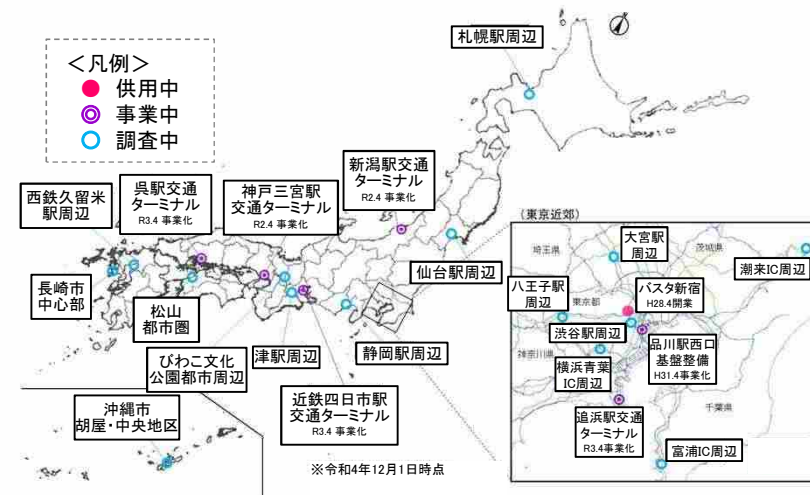 ＜凡例＞
供用中
事業中
調査中
札幌駅周辺
新潟駅交通
ターミナル
R2.4 事業化
神戸三宮駅
交通ターミナル
R2.4 事業化
呉駅交通
ターミナル
R3.4 事業化
西鉄久留米
駅周辺
長崎市
中心部
松山
都市圏
びわこ文化
公園都市周辺
津駅周辺
近鉄四日市駅
交通ターミナル
R3.4 事業化
静岡駅周辺
仙台駅周辺
沖縄市
胡屋・中央地区
※令和4年12月1日時点
(東京近郊)
埼玉県
大宮駅
周辺
茨城県
潮来IC周辺
八王子駅
周辺
東京都
バスタ新宿
H28.4開業
渋谷駅周辺
品川駅西口
基盤整備
H31.4事業化
神奈川県
横浜青葉
IC周辺
千葉県
追浜駅交通
ターミナル
R3.4事業化
富浦IC周辺